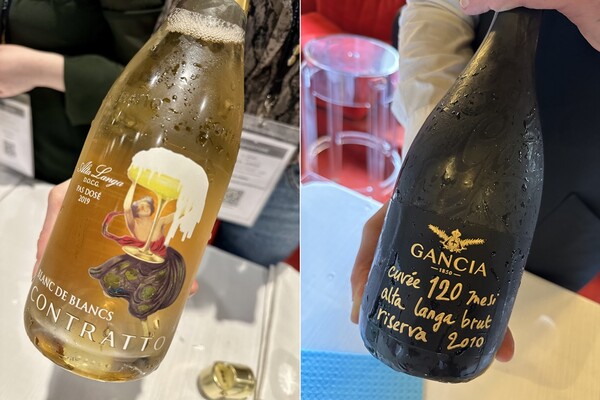 Alta Langa
D.O.C.G.
PAS DOSÉ
2019
BLANC DE BLANCS
CONTRATTO
GANCIA
1850
cuvée 120 mesi
alta langa brut
riserva 2010